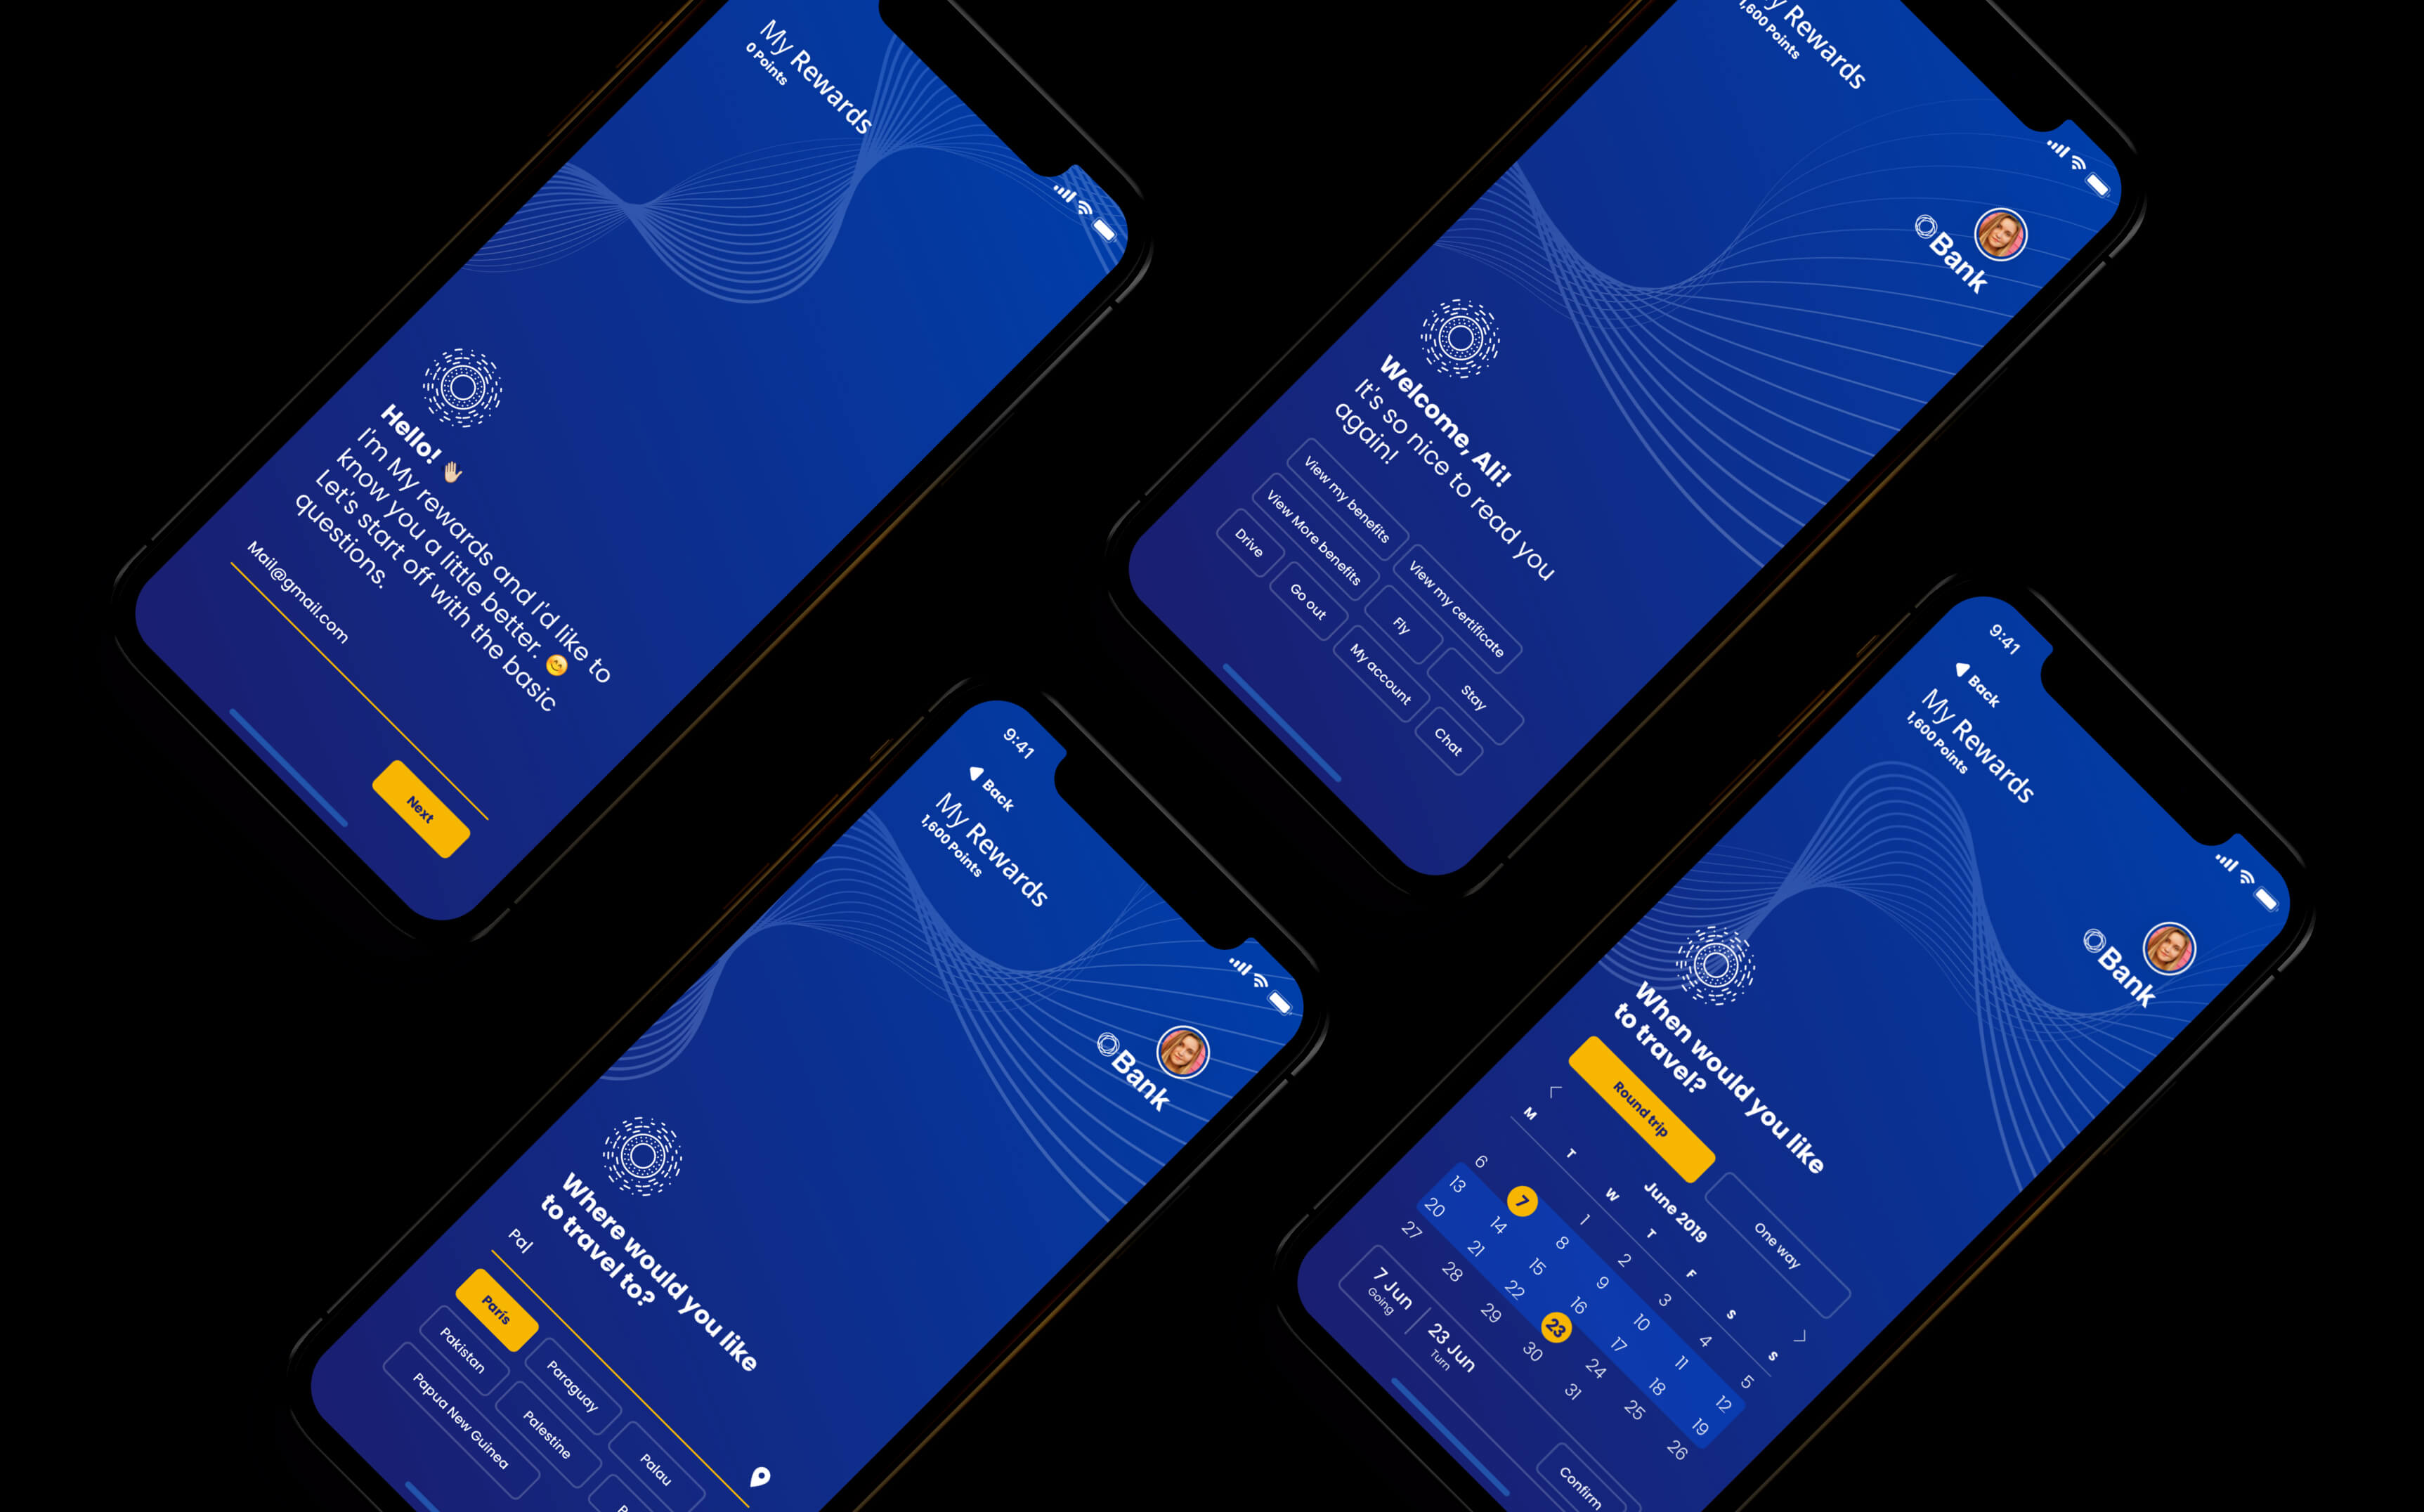 My Rewards
0 Points
Hello! 👋🏼
I'm My rewards and I'd like to
know you a little better. 😊
Let's start off with the basic
questions.
Mail@gmail.com
Next
My Rewards
1,600 Points
Bank
Welcome, Ali!
It's so nice to read you
again!
View my benefits
View my certificate
View More benefits
Fly
Stay
Drive
Go out
My account
Chat
9:41
Back
My Rewards
1,600 Points
Bank
Where would you like
to travel to?
Pal
París
Paraguay
Palau
Pakistan
Palestine
Papua New Guinea
9:41
Back
My Rewards
1,600 Points
Bank
When would you like
to travel?
Round trip
One way
June 2019
M T W T F S S
1 2 3 4 5
6 7 8 9 10 11 12
13 14 15 16 17 18 19
20 21 22 23 24 25 26
27 28 29 30 31
7 Jun
Going
23 Jun
Turn
Confirm